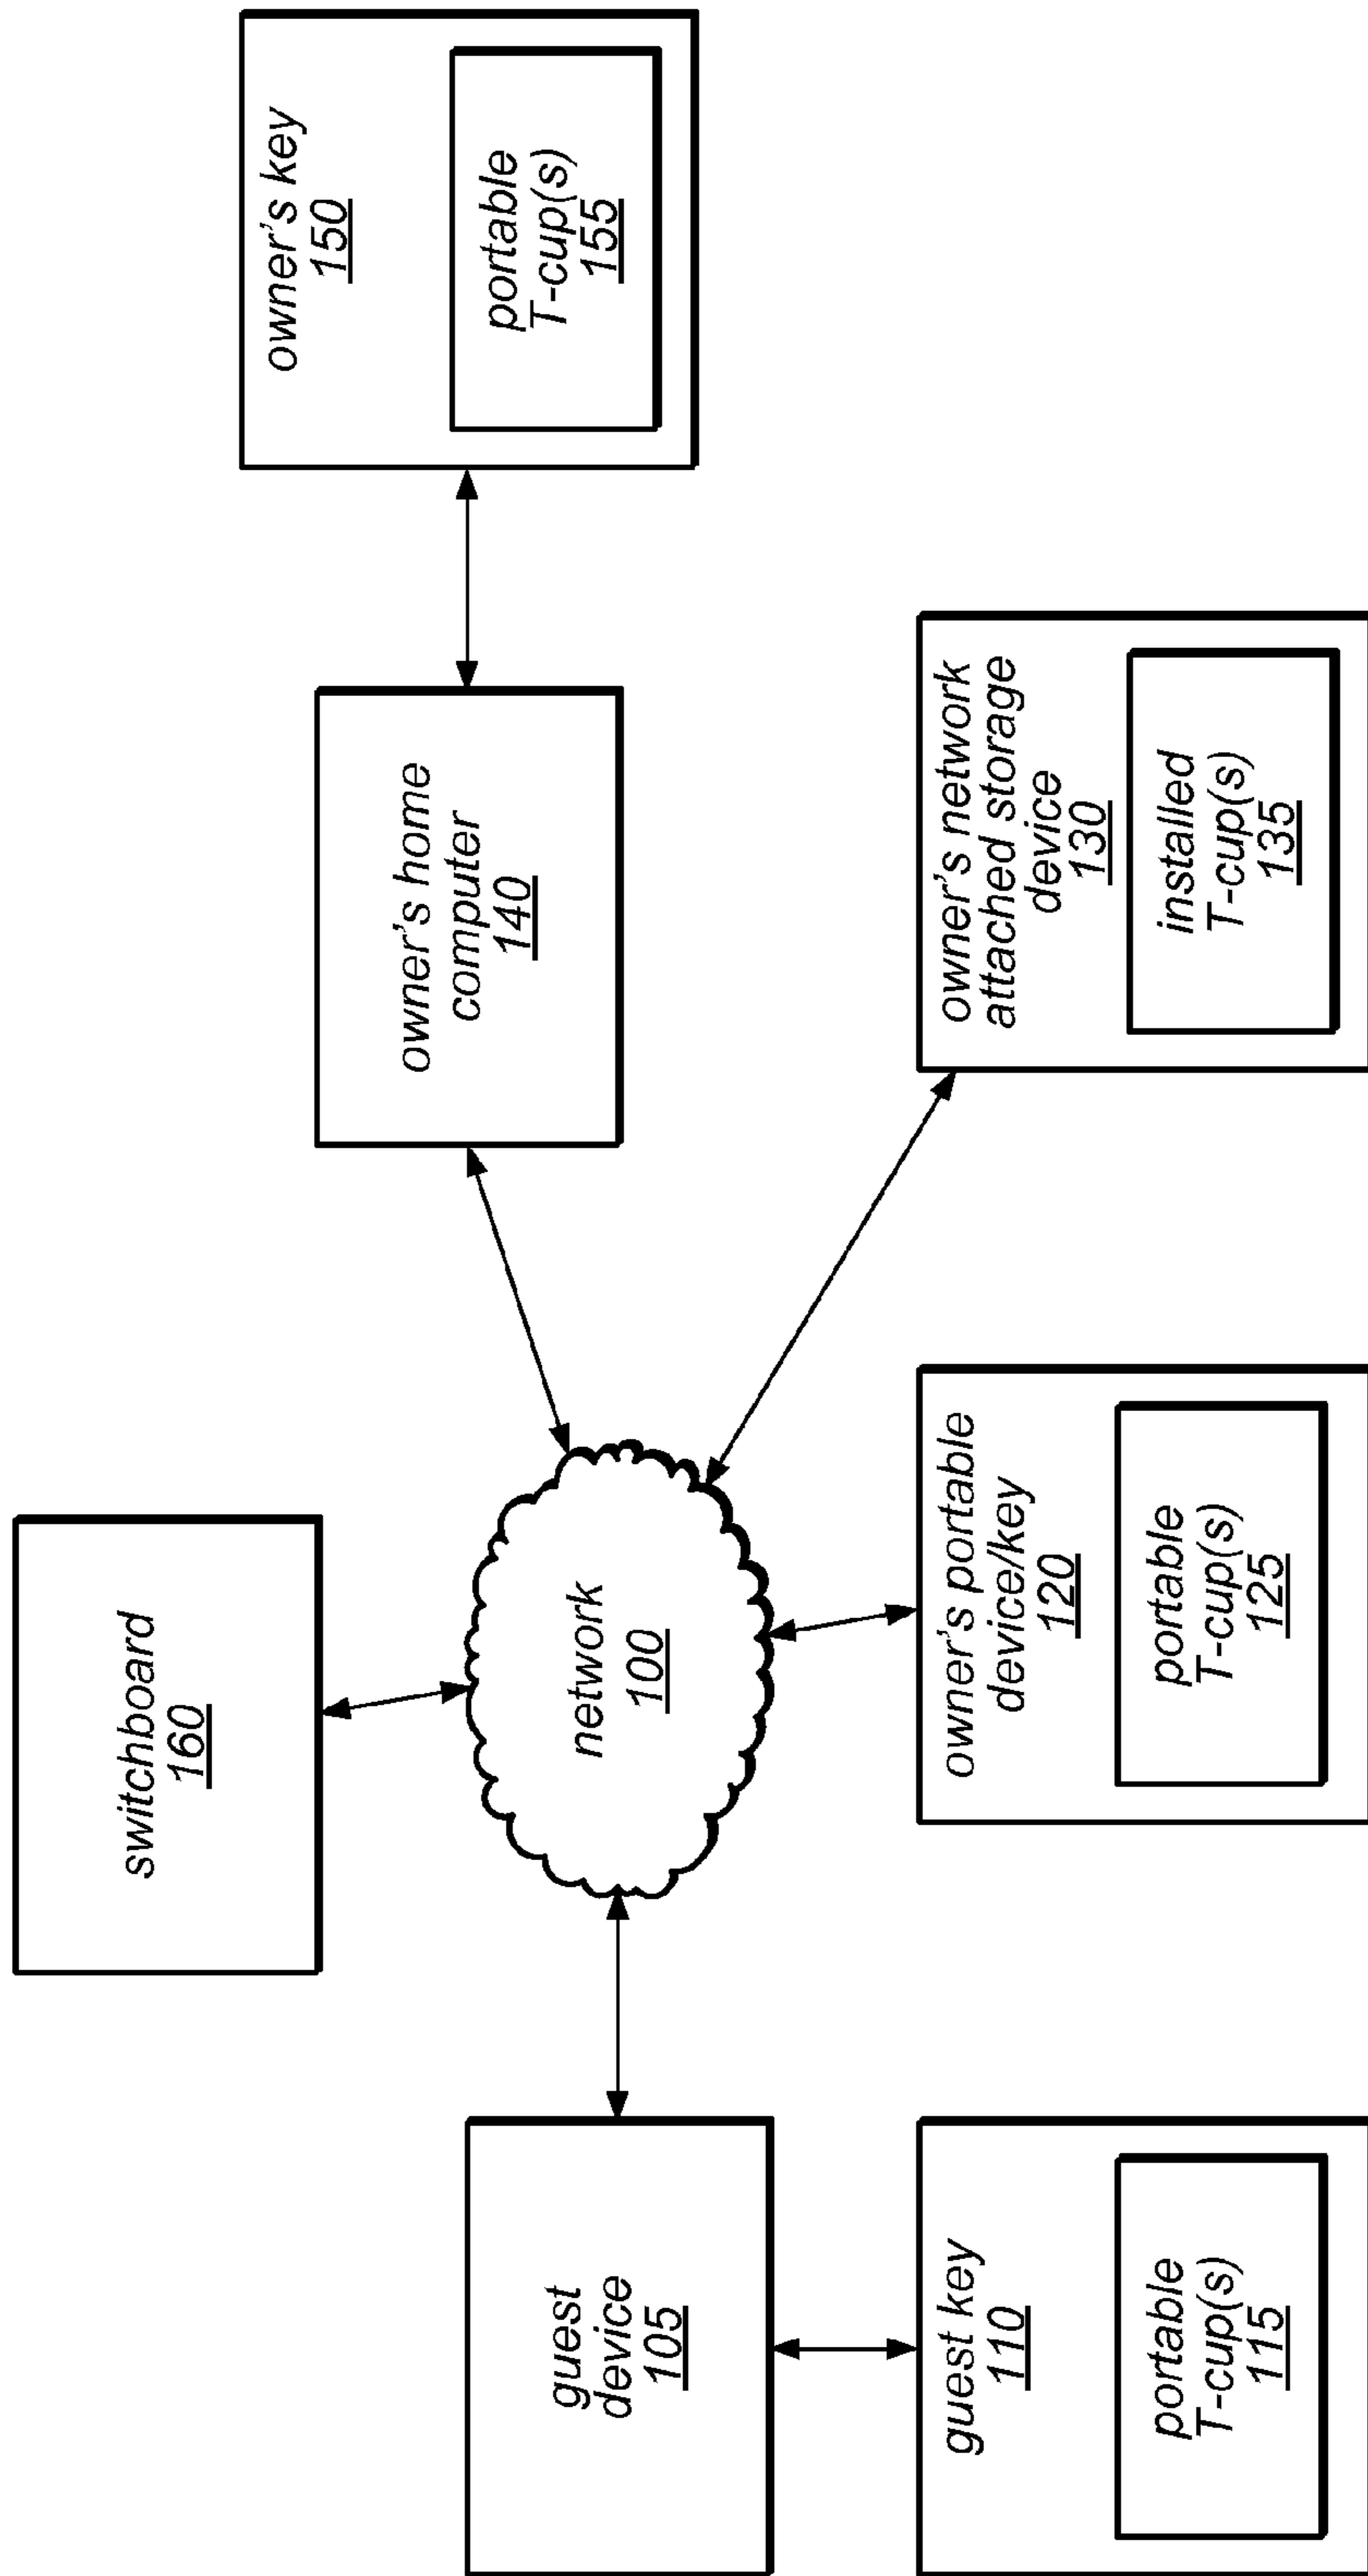 switchboard
160
owner's key
150
portable
T-cup(s)
155
owner's home
computer
140
network
100
guest
device
105
guest key
110
portable
T-cup(s)
115
owner's portable
device/key
120
portable
T-cup(s)
125
owner's network
attached storage
device
130
installed
T-cup(s)
135